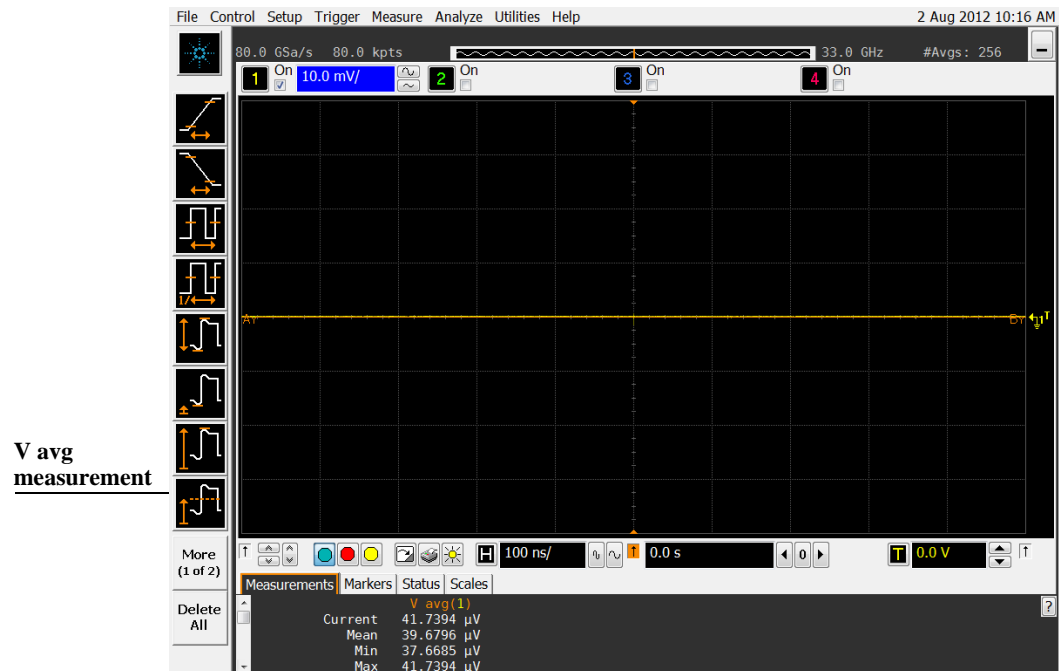 File Control Setup Trigger Measure Analyze Utilities Help 2 Aug 2012 10:16 AM
80.0 GSa/s 80.0 kpts 33.0 GHz #Avgs: 256
1 On 10.0 mV/ 2 On 3 On 4 On
1/
A Y B Y 1 T
V avg
measurement
H 100 ns/ 0.0 s 0 T 0.0 V
More
(1 of 2)
Measurements Markers Status Scales
Delete
All
?
V avg(1)
Current 41.7394 µV
Mean 39.6796 µV
Min 37.6685 µV
Max 41.7394 µV